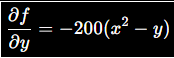 ∂f/∂y = −200(x² − y)